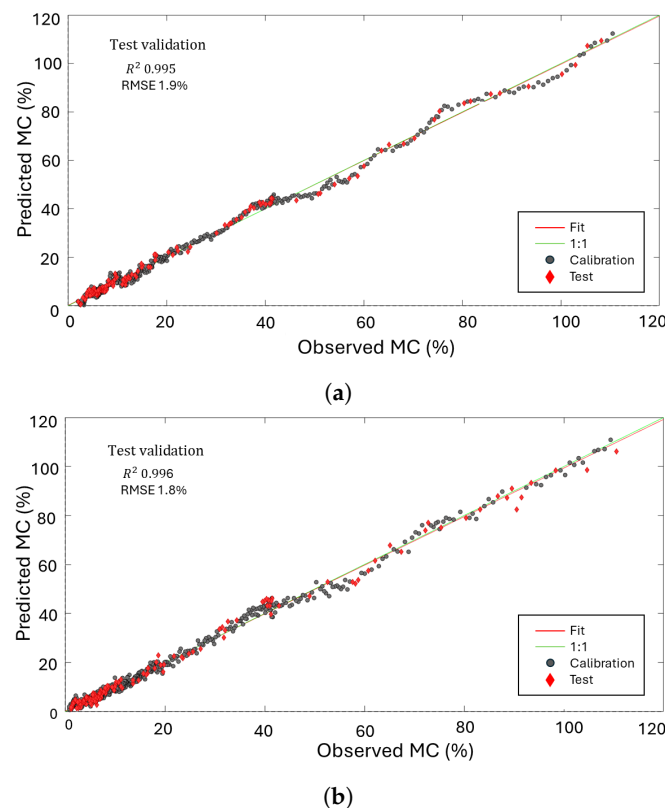 120
100
80
60
40
20
0
Predicted MC (%)
Test validation
R² 0.995
RMSE 1.9%
Fit
1:1
Calibration
Test
0 20 40 60 80 100 120
Observed MC (%)
(a)
120
100
80
60
40
20
0
Predicted MC (%)
Test validation
R² 0.996
RMSE 1.8%
Fit
1:1
Calibration
Test
0 20 40 60 80 100 120
Observed MC (%)
(b)